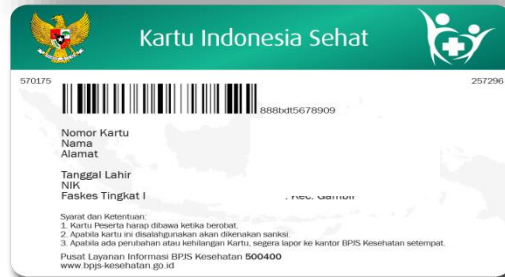 Kartu Indonesia Sehat
570175
257296
888bdt5678909
Nomor Kartu
Nama
Alamat
Tanggal Lahir
NIK
Faskes Tingkat I : Kec. Gambir
Syarat dan Ketentuan:
1. Kartu Peserta harap dibawa ketika berobat.
2. Apabila kartu ini disalahgunakan akan dikenakan sanksi.
3. Apabila ada perubahan atau kehilangan Kartu, segera lapor ke kantor BPJS Kesehatan setempat.
Pusat Layanan Informasi BPJS Kesehatan 500400
www.bpjs-kesehatan.go.id